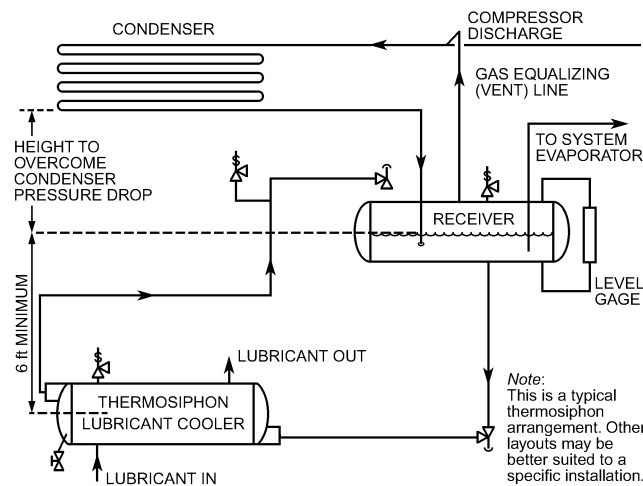 COMPRESSOR
DISCHARGE
CONDENSER
GAS EQUALIZING
(VENT) LINE
TO SYSTEM
EVAPORATOR
HEIGHT TO
OVERCOME
CONDENSER
PRESSURE DROP
S
S
RECEIVER
LEVEL
GAGE
6 ft MINIMUM
S
LUBRICANT OUT
THERMOSIPHON
LUBRICANT COOLER
LUBRICANT IN
Note:
This is a typical
thermosiphon
arrangement. Other
layouts may be
better suited to a
specific installation.